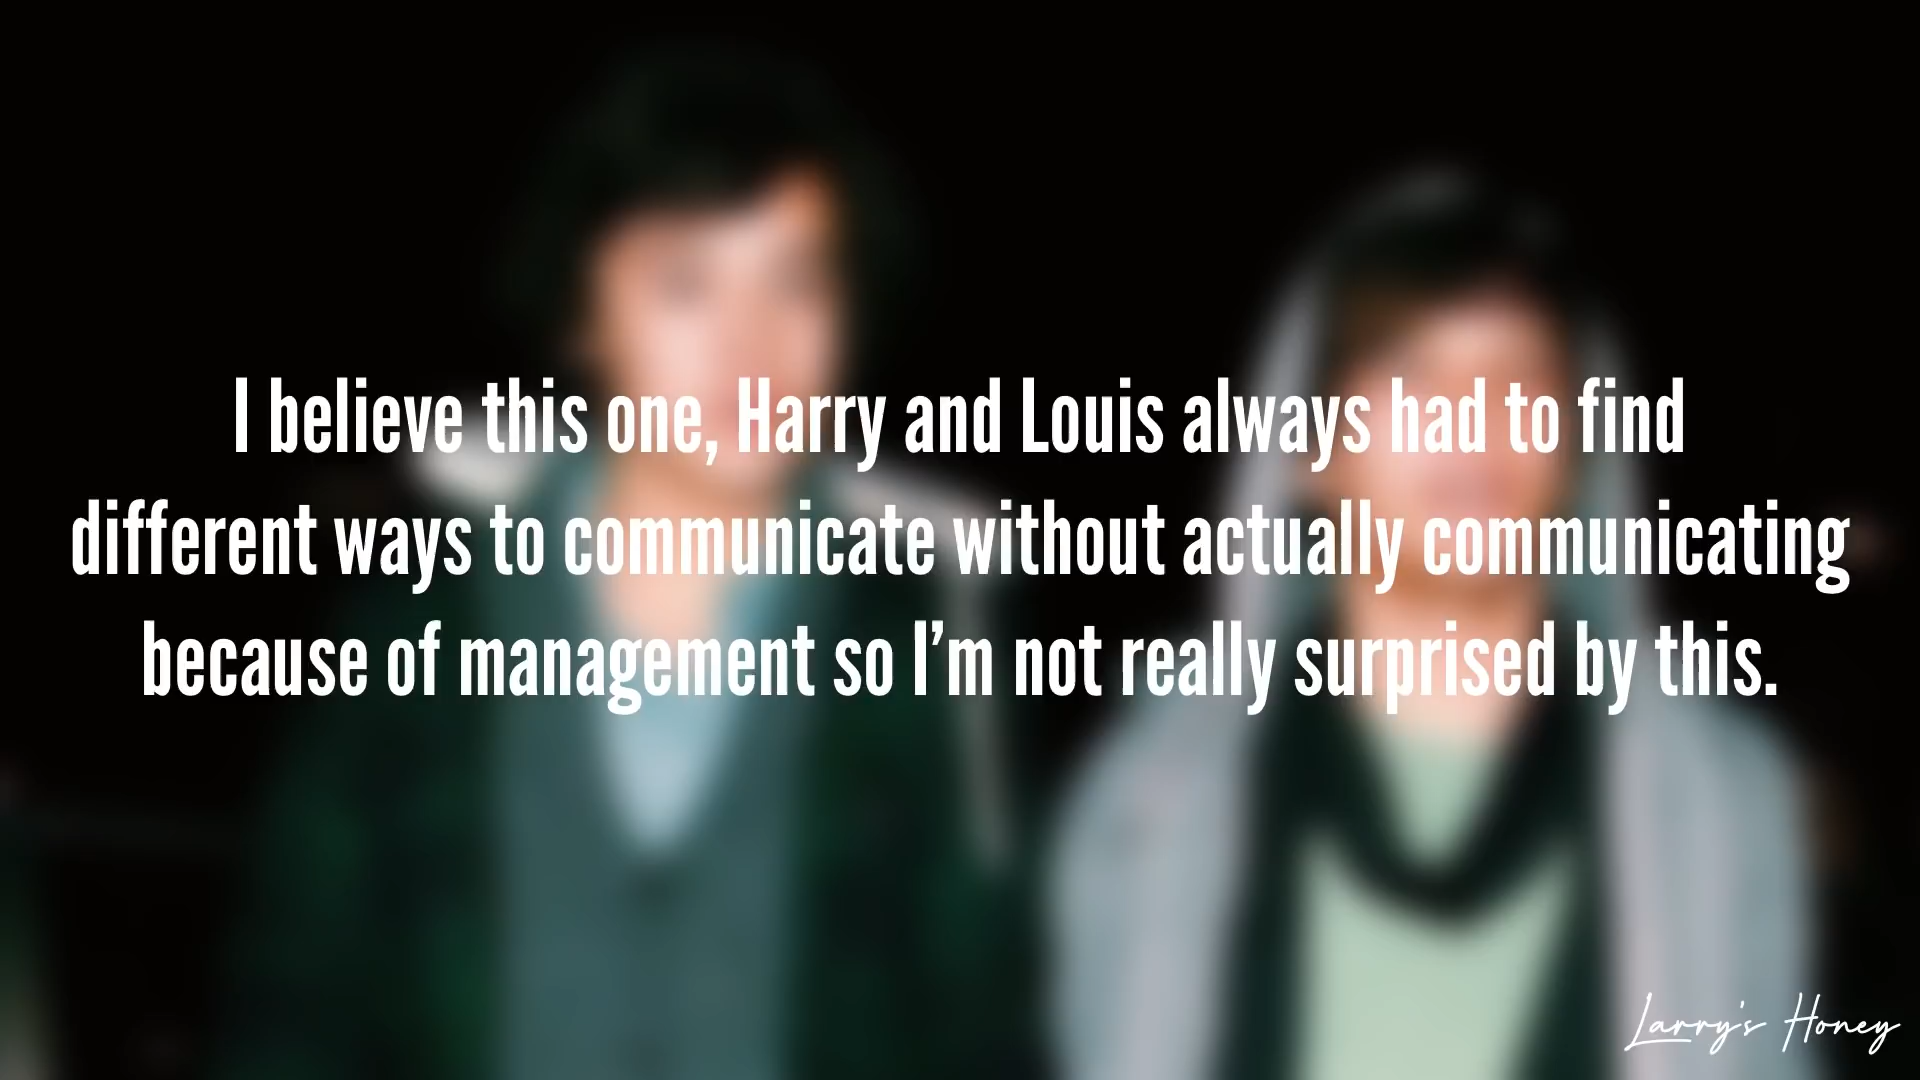 I believe this one, Harry and Louis always had to find
different ways to communicate without actually communicating
because of management so I’m not really surprised by this.
Larry's Honey